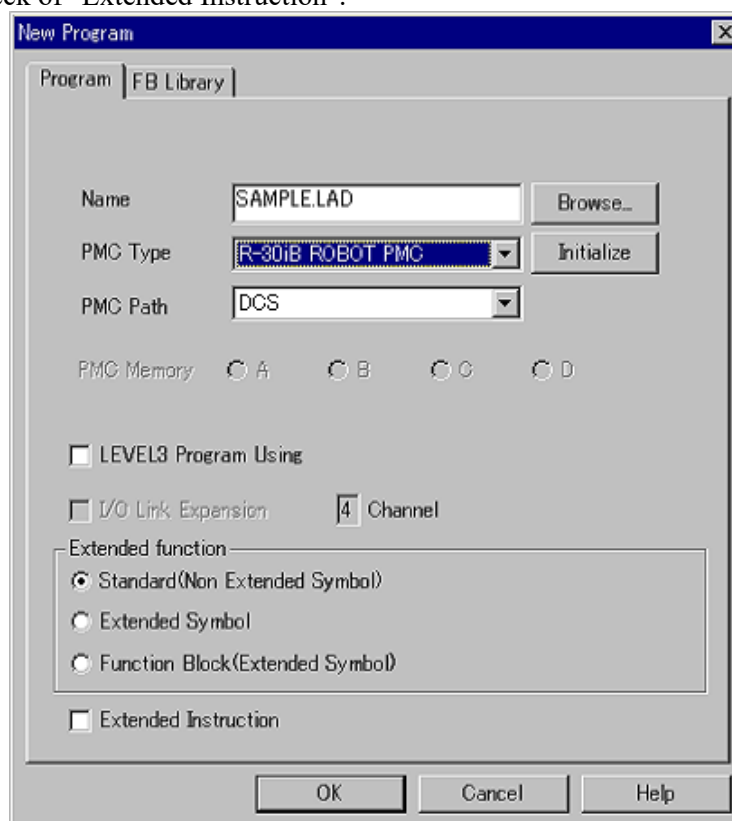 eck of "Extended Instruction".
New Program
Program FB Library
Name SAMPLE.LAD Browse...
PMC Type R-30iB ROBOT PMC Initialize
PMC Path DCS
PMC Memory A B C D
LEVEL3 Program Using
I/O Link Expansion 4 Channel
Extended function
Standard(Non Extended Symbol)
Extended Symbol
Function Block(Extended Symbol)
Extended Instruction
OK Cancel Help